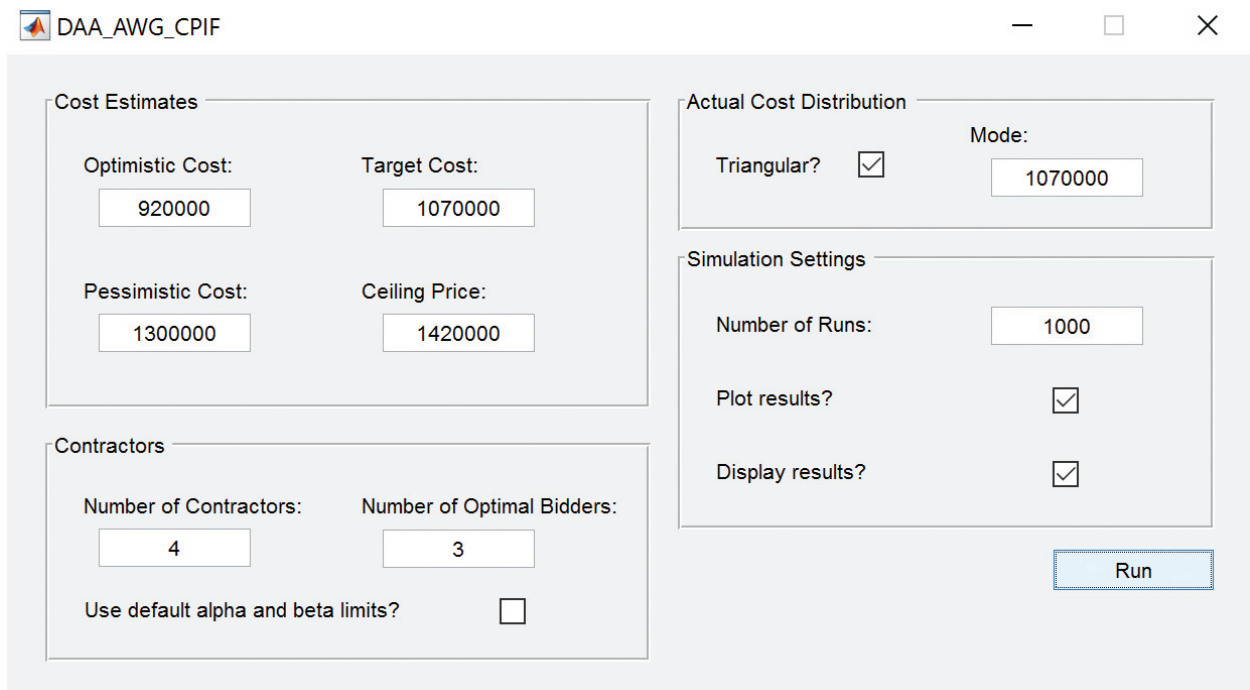 DAA_AWG_CPIF
Cost Estimates
Optimistic Cost: Target Cost:
920000 1070000
Pessimistic Cost: Ceiling Price:
1300000 1420000
Contractors
Number of Contractors: Number of Optimal Bidders:
4 3
Use default alpha and beta limits?
Actual Cost Distribution
Mode:
Triangular? 1070000
Simulation Settings
Number of Runs: 1000
Plot results?
Display results?
Run